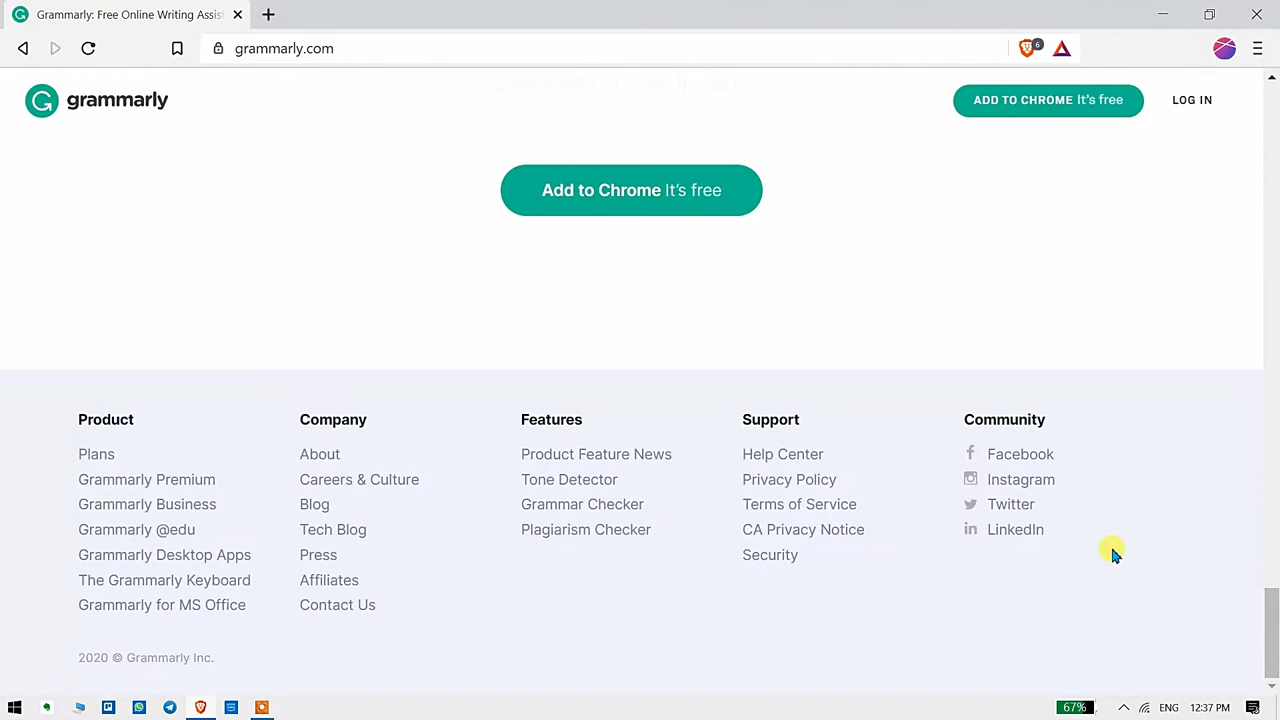 Grammarly: Free Online Writing Assis
grammarly.com
6
grammarly
ADD TO CHROME It's free
LOG IN
Add to Chrome It's free
Product
Plans
Grammarly Premium
Grammarly Business
Grammarly @edu
Grammarly Desktop Apps
The Grammarly Keyboard
Grammarly for MS Office
Company
About
Careers & Culture
Blog
Tech Blog
Press
Affiliates
Contact Us
Features
Product Feature News
Tone Detector
Grammar Checker
Plagiarism Checker
Support
Help Center
Privacy Policy
Terms of Service
CA Privacy Notice
Security
Community
Facebook
Instagram
Twitter
LinkedIn
2020 © Grammarly Inc.
67%
ENG
12:37 PM